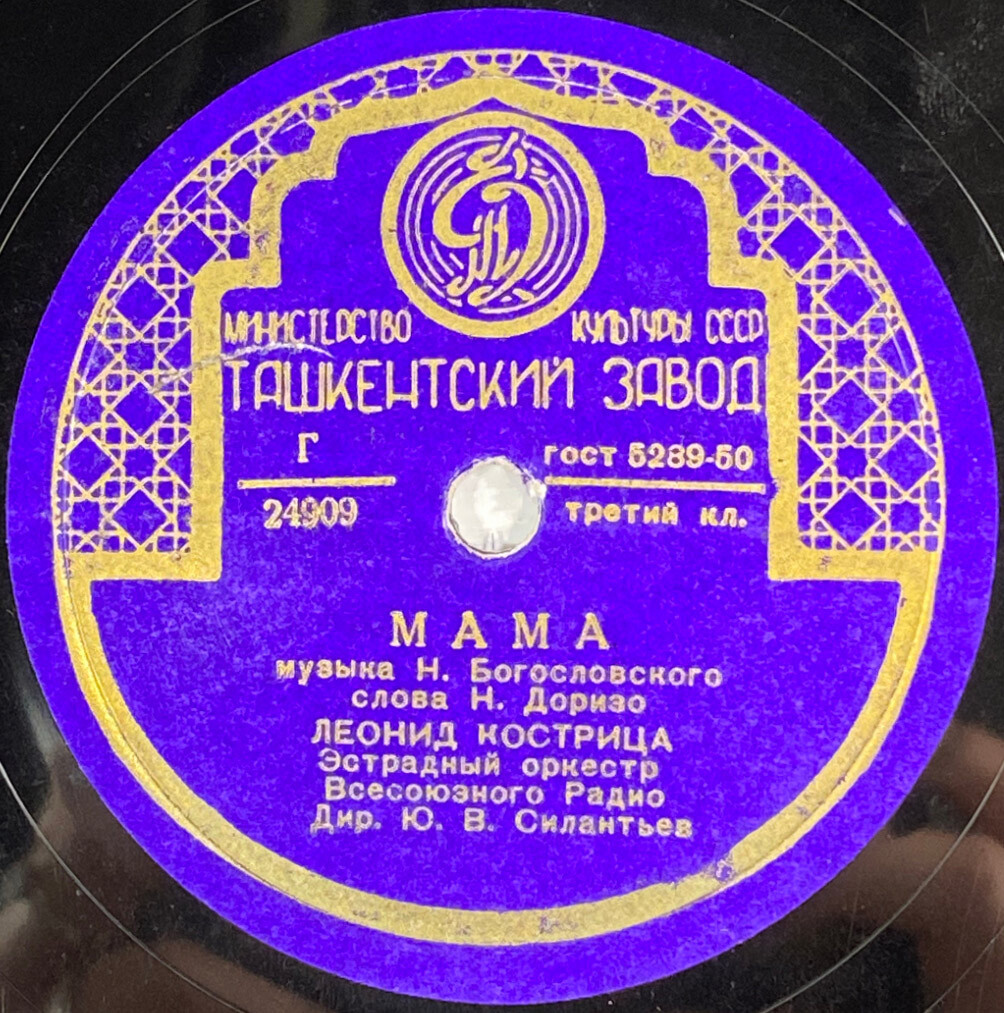 МИНИСТЕРСТВО КУЛЬТУРЫ СССР
ТАШКЕНТСКИЙ ЗАВОД
Г
24909
гост 5289-50
третий кл.
МАМА
музыка Н. Богословского
слова Н. Доризо
ЛЕОНИД КОСТРИЦА
Эстрадный оркестр
Всесоюзного Радио
Дир. Ю. В. Силантьев